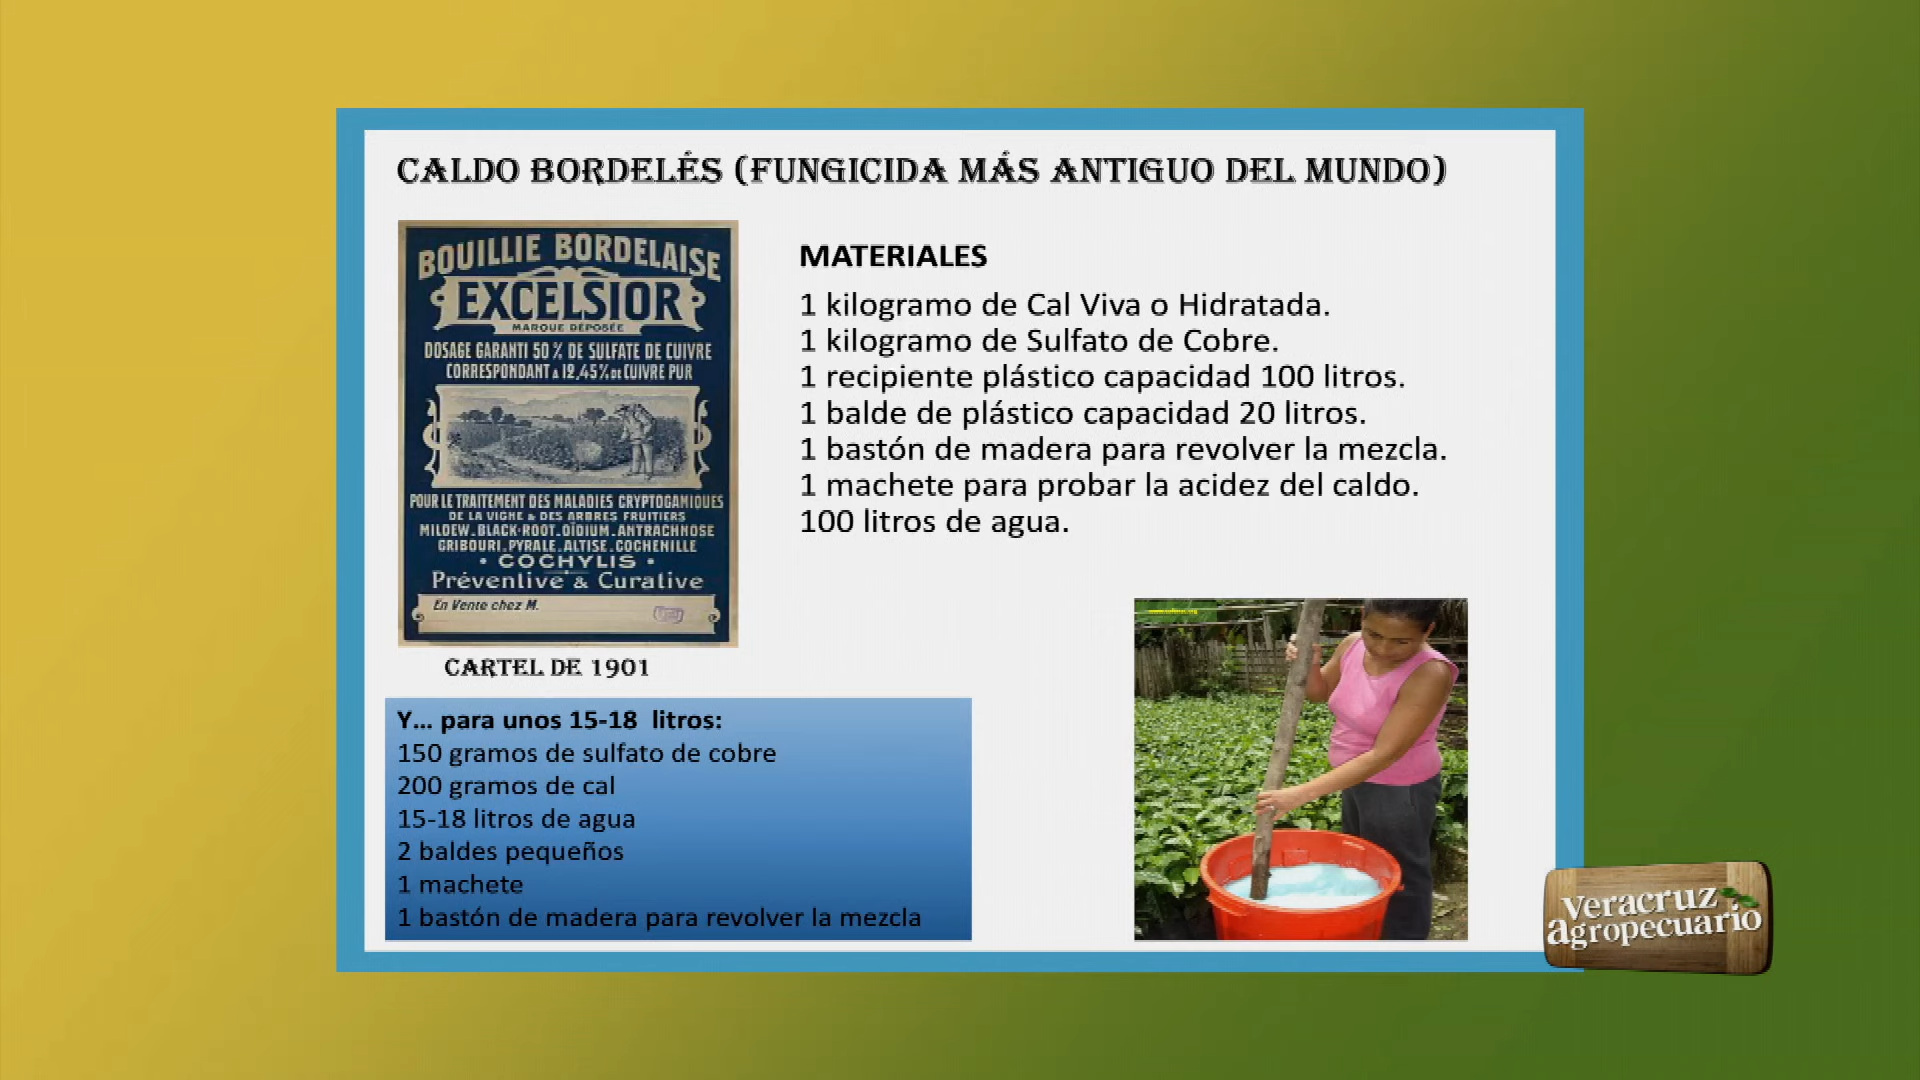 CALDO BORDELÉS (FUNGICIDA MÁS ANTIGUO DEL MUNDO)
BOUILLIE BORDELAISE
EXCELSIOR
MARQUE DÉPOSÉE
DOSAGE GARANTI 50% DE SULFATE DE CUIVRE
CORRESPONDANT A 12,45% DE CUIVRE PUR
POUR LE TRAITEMENT DES MALADIES CRYPTOGAMIQUES
DE LA VIGNE & DES ARBRES FRUITIERS
MILDEW. BLACK-ROOT. OÏDIUM. ANTRACHNOSE
GRIBOURI. PYRALE. ALTISE. COCHENILLE
• COCHYLIS •
Préventive & Curative
En Vente chez M.
CARTEL DE 1901
MATERIALES
1 kilogramo de Cal Viva o Hidratada.
1 kilogramo de Sulfato de Cobre.
1 recipiente plástico capacidad 100 litros.
1 balde de plástico capacidad 20 litros.
1 bastón de madera para revolver la mezcla.
1 machete para probar la acidez del caldo.
100 litros de agua.
Y... para unos 15-18 litros:
150 gramos de sulfato de cobre
200 gramos de cal
15-18 litros de agua
2 baldes pequeños
1 machete
1 bastón de madera para revolver la mezcla
Veracruz
agropecuario